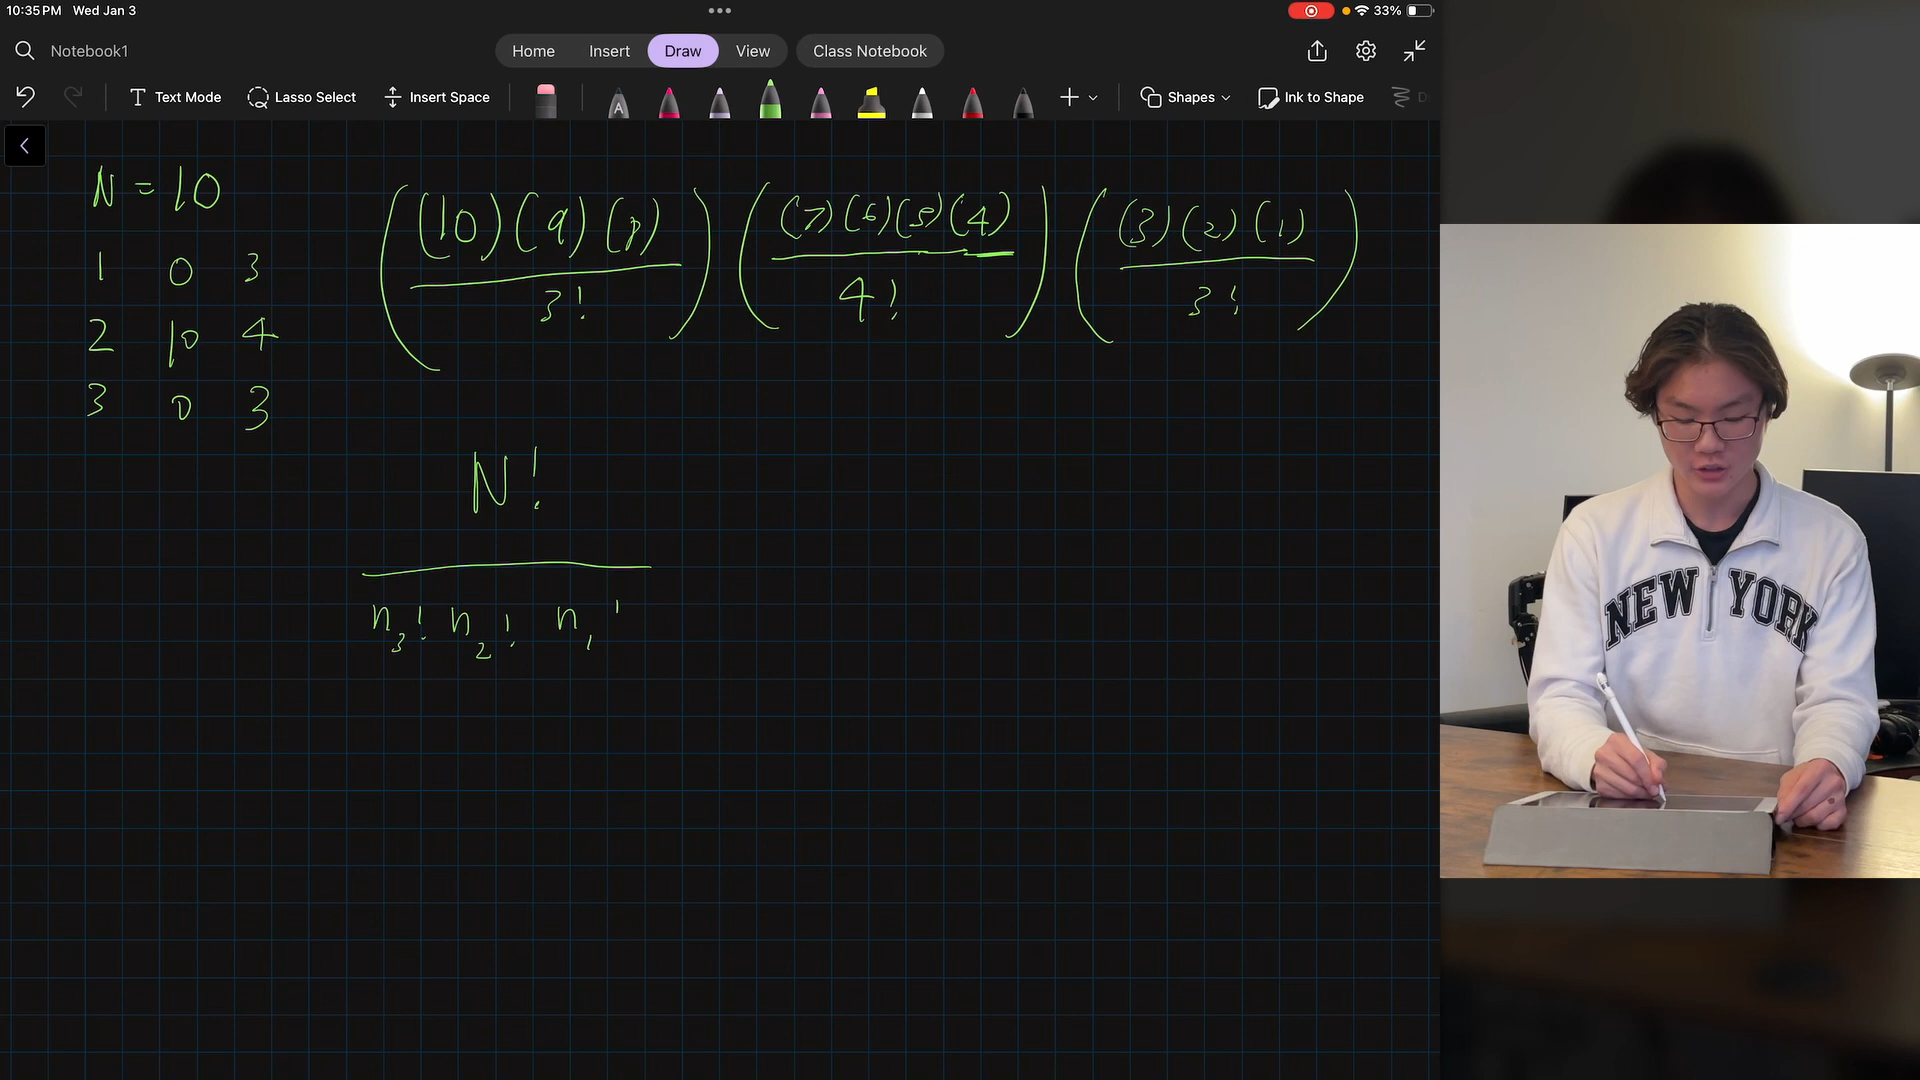 10:35 PM Wed Jan 3 33%
Notebook1 Home Insert Draw View Class Notebook
Text Mode Lasso Select Insert Space A Shapes Ink to Shape
N = 10
1 0 3
2 10 4
3 0 3
((10)(9)(8) / 3!) ((7)(6)(5)(4) / 4!) ((3)(2)(1) / 3!)
N!
n₃! n₂! n₁'
NEW YORK